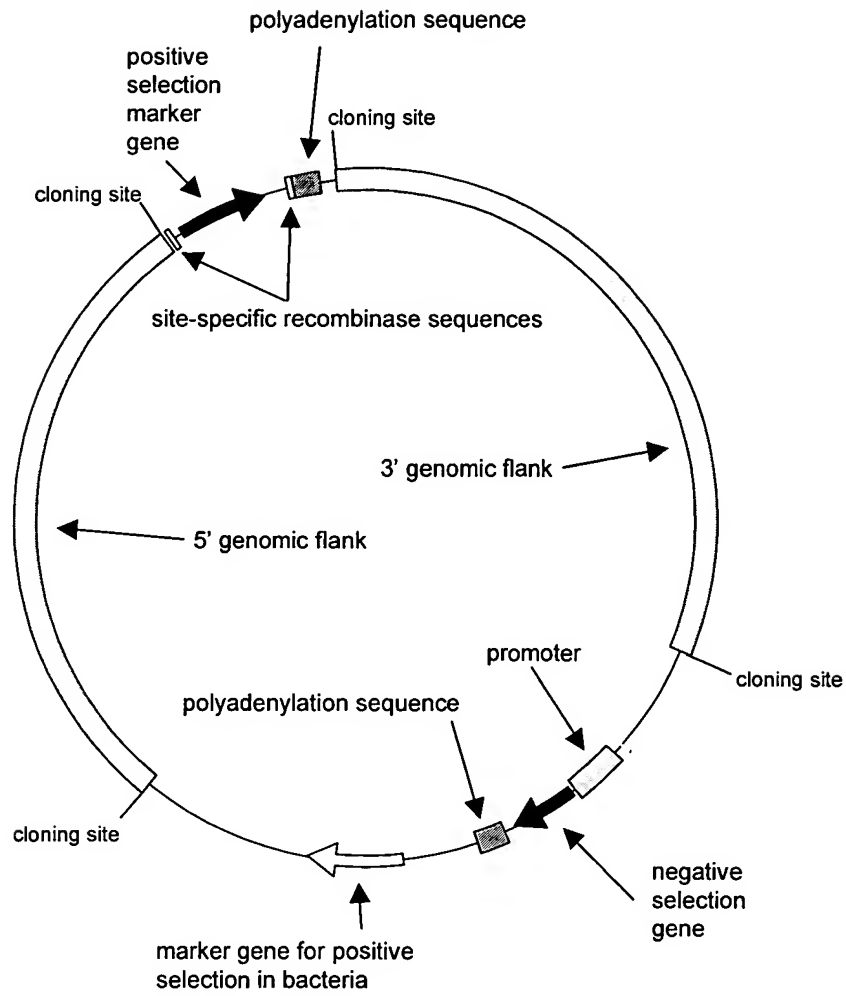 polyadenylation sequence
positive
selection
marker
gene
cloning site
cloning site
site-specific recombinase sequences
3' genomic flank
5' genomic flank
promoter
cloning site
polyadenylation sequence
cloning site
negative
selection
gene
marker gene for positive
selection in bacteria